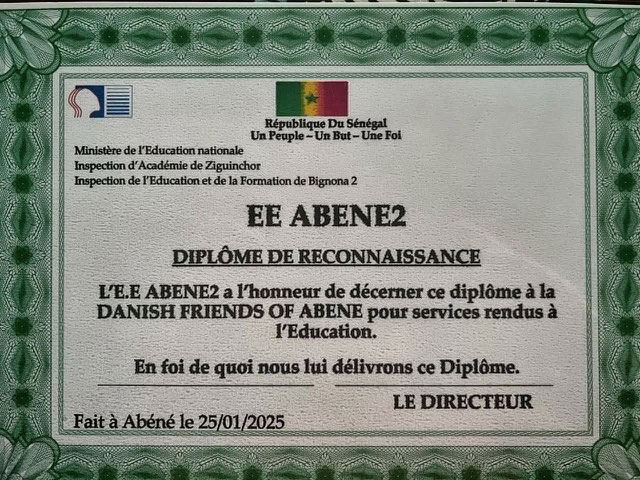 République Du Sénégal
Un Peuple – Un But – Une Foi
Ministère de l'Education nationale
Inspection d'Académie de Ziguinchor
Inspection de l'Education et de la Formation de Bignona 2
EE ABENE2
DIPLÔME DE RECONNAISSANCE
L'E.E ABENE2 a l'honneur de décerner ce diplôme à la
DANISH FRIENDS OF ABENE pour services rendus à
l'Education.
En foi de quoi nous lui délivrons ce Diplôme.
LE DIRECTEUR
Fait à Abéné le 25/01/2025